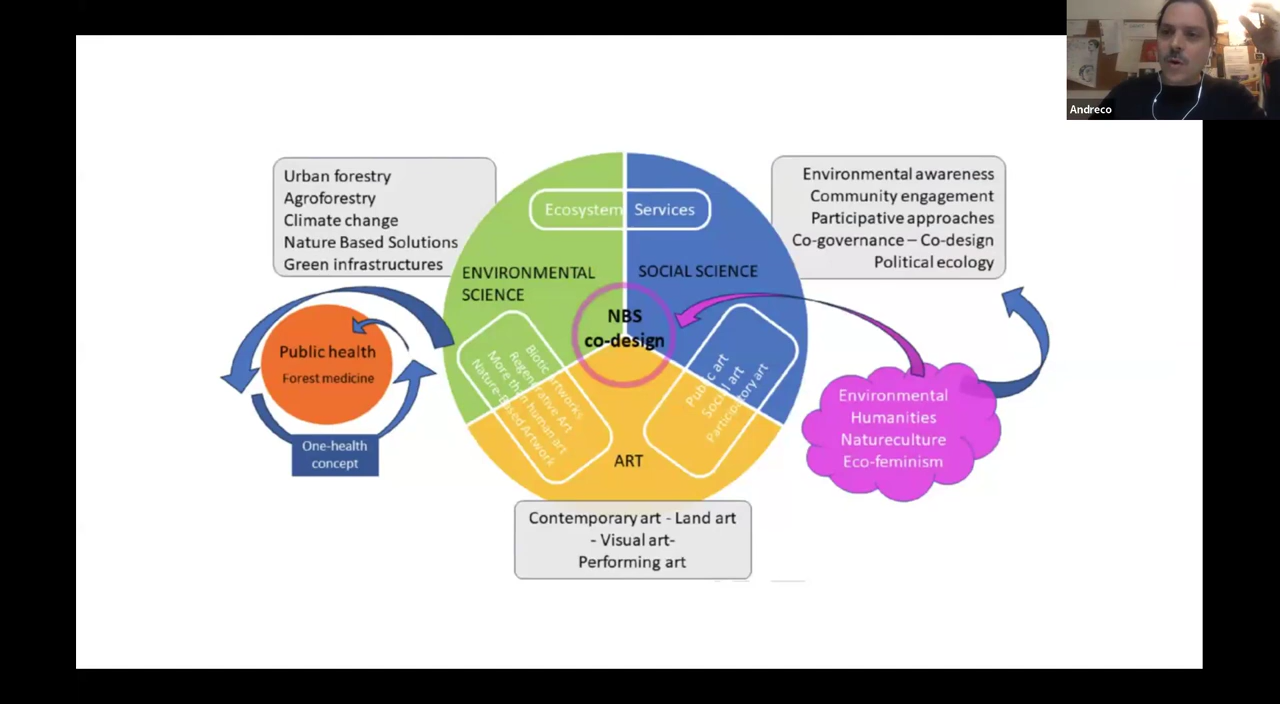 Andreco
Urban forestry
Agroforestry
Climate change
Nature Based Solutions
Green infrastructures
Environmental awareness
Community engagement
Participative approaches
Co-governance – Co-design
Political ecology
Ecosystem Services
ENVIRONMENTAL
SCIENCE
SOCIAL SCIENCE
NBS
co-design
Public health
Forest medicine
One-health
concept
Biotic Artworks
Regenerative Art
More than human art
Nature-Based Artwork
Public art
Social art
Participatory art
ART
Environmental
Humanities
Natureculture
Eco-feminism
Contemporary art - Land art
- Visual art-
Performing art